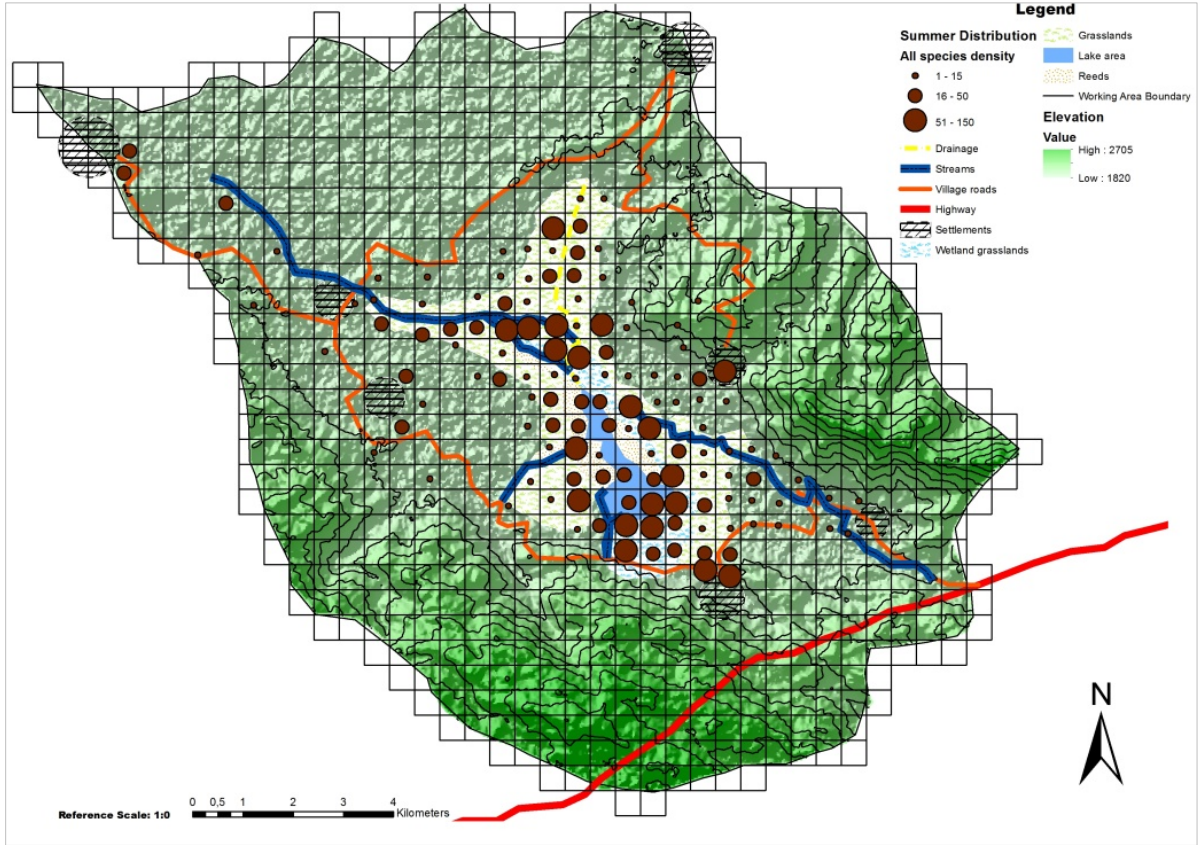 Legend
Summer Distribution
All species density
1 - 15
16 - 50
51 - 150
Drainage
Streams
Village roads
Highway
Settlements
Wetland grasslands
Grasslands
Lake area
Reeds
Working Area Boundary
Elevation
Value
High : 2705
Low : 1820
N
0 0,5 1 2 3 4
Kilometers
Reference Scale: 1:0